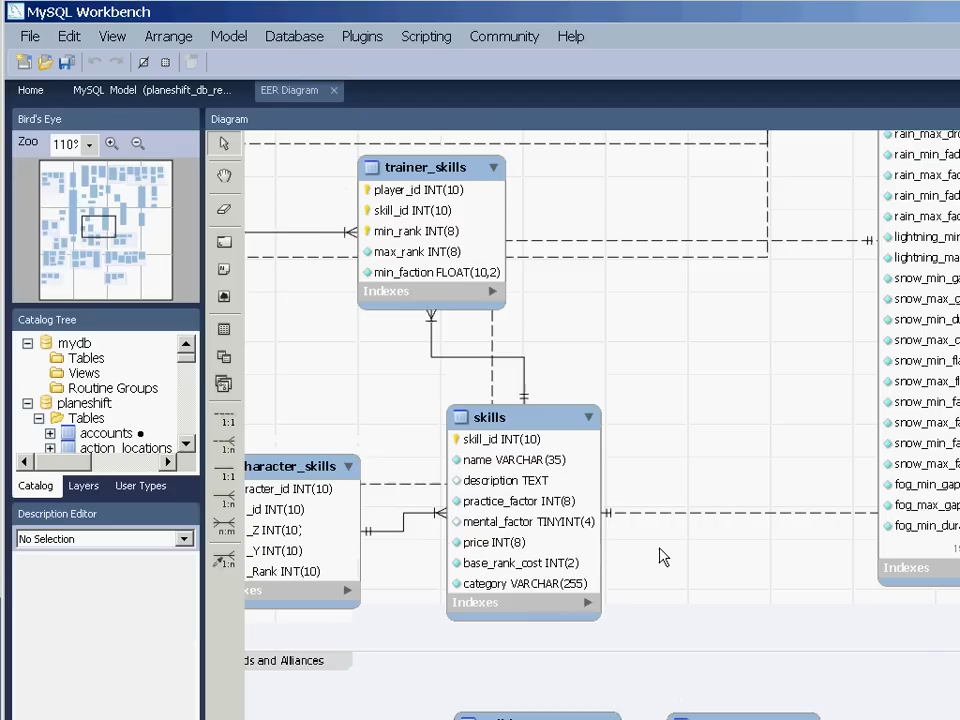 MySQL Workbench
File Edit View Arrange Model Database Plugins Scripting Community Help
Home MySQL Model (planeshift_db_re... EER Diagram ×
Bird's Eye
Zoo 110%
Diagram
trainer_skills
player_id INT(10)
skill_id INT(10)
min_rank INT(8)
max_rank INT(8)
min_faction FLOAT(10,2)
Indexes
rain_max_dro
rain_min_fad
rain_max_fad
rain_min_fad
rain_max_fad
lightning_min
lightning_ma
snow_min_ga
snow_max_g
snow_min_du
snow_max_d
snow_min_fl
snow_max_fl
snow_min_fa
snow_max_fa
snow_min_fa
snow_max_fa
fog_min_gap
fog_max_gap
fog_min_dura
Indexes
Catalog Tree
mydb
Tables
Views
Routine Groups
planeshift
Tables
accounts
action_locations
Catalog Layers User Types
Description Editor
No Selection
haracter_skills
racter_id INT(10)
_id INT(10)
_Z INT(10)
_Y INT(10)
_Rank INT(10)
xes
skills
skill_id INT(10)
name VARCHAR(35)
description TEXT
practice_factor INT(8)
mental_factor TINYINT(4)
price INT(8)
base_rank_cost INT(2)
category VARCHAR(255)
Indexes
ds and Alliances
1:1
1:n
1:1
1:n
n:m
1:n